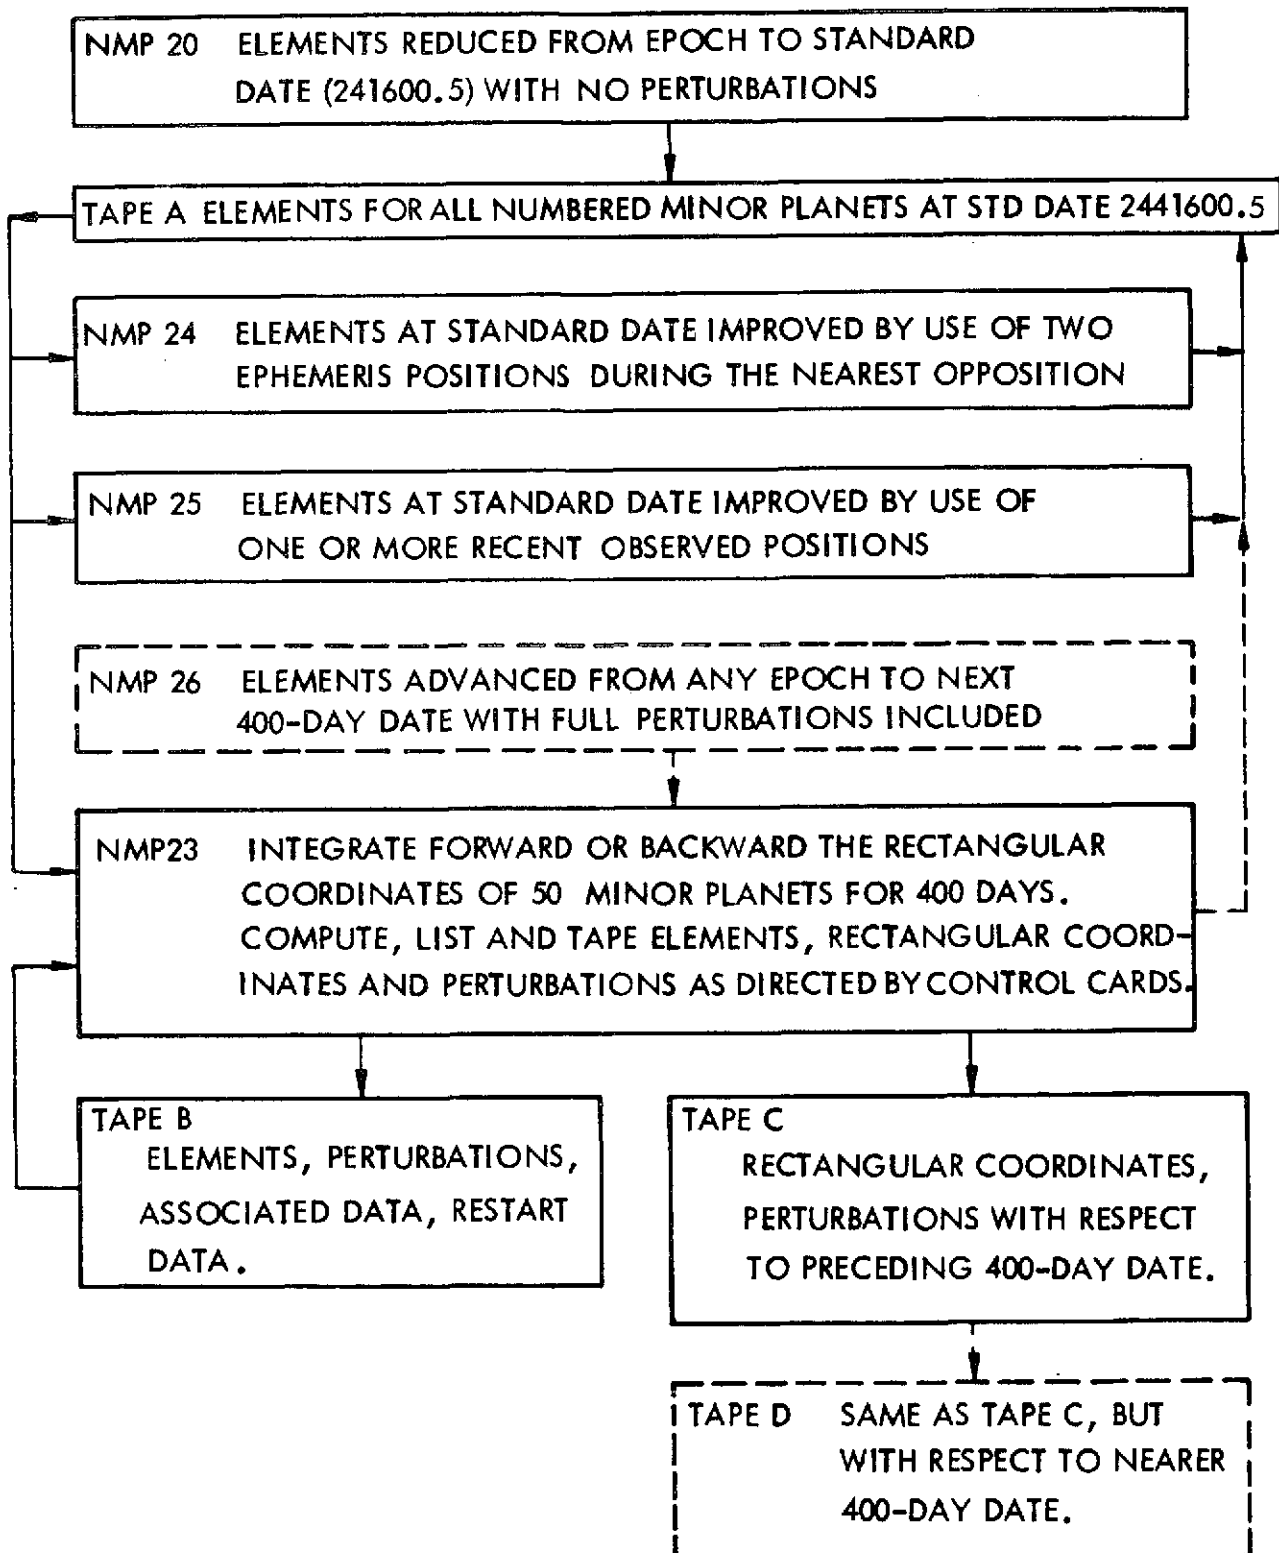 NMP 20 ELEMENTS REDUCED FROM EPOCH TO STANDARD
DATE (241600.5) WITH NO PERTURBATIONS
TAPE A ELEMENTS FOR ALL NUMBERED MINOR PLANETS AT STD DATE 2441600.5
NMP 24 ELEMENTS AT STANDARD DATE IMPROVED BY USE OF TWO
EPHEMERIS POSITIONS DURING THE NEAREST OPPOSITION
NMP 25 ELEMENTS AT STANDARD DATE IMPROVED BY USE OF
ONE OR MORE RECENT OBSERVED POSITIONS
NMP 26 ELEMENTS ADVANCED FROM ANY EPOCH TO NEXT
400-DAY DATE WITH FULL PERTURBATIONS INCLUDED
NMP23 INTEGRATE FORWARD OR BACKWARD THE RECTANGULAR
COORDINATES OF 50 MINOR PLANETS FOR 400 DAYS.
COMPUTE, LIST AND TAPE ELEMENTS, RECTANGULAR COORD-
INATES AND PERTURBATIONS AS DIRECTED BY CONTROL CARDS.
TAPE B
ELEMENTS, PERTURBATIONS,
ASSOCIATED DATA, RESTART
DATA.
TAPE C
RECTANGULAR COORDINATES,
PERTURBATIONS WITH RESPECT
TO PRECEDING 400-DAY DATE.
TAPE D SAME AS TAPE C, BUT
WITH RESPECT TO NEARER
400-DAY DATE.